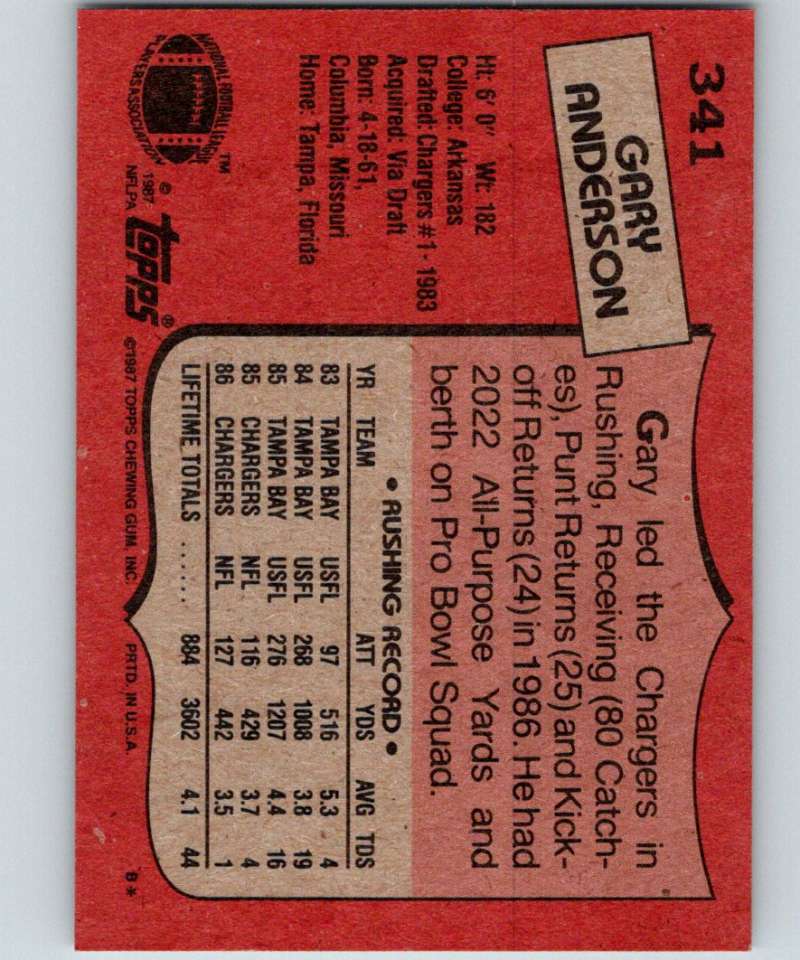 341
GARY
ANDERSON
Ht: 6' 0" Wt: 182
College: Arkansas
Drafted: Chargers #1 - 1983
Acquired: Via Draft
Born: 4-18-61,
Columbia, Missouri
Home: Tampa, Florida
NATIONAL FOOTBALL LEAGUE
PLAYERS ASSOCIATION
™
© 1987
NFLPA
TOPPS®
©1987 TOPPS CHEWING GUM, INC. PRTD. IN U.S.A. B*
Gary led the Chargers in
Rushing, Receiving (80 Catch-
es), Punt Returns (25) and Kick-
off Returns (24) in 1986. He had
2022 All-Purpose Yards and
berth on Pro Bowl Squad.
• RUSHING RECORD •
YR TEAM ATT YDS AVG TDS
83 TAMPA BAY USFL 97 516 5.3 4
84 TAMPA BAY USFL 268 1008 3.8 19
85 TAMPA BAY USFL 276 1207 4.4 16
85 CHARGERS NFL 116 429 3.7 4
86 CHARGERS NFL 127 442 3.5 1
LIFETIME TOTALS ...... 884 3602 4.1 44